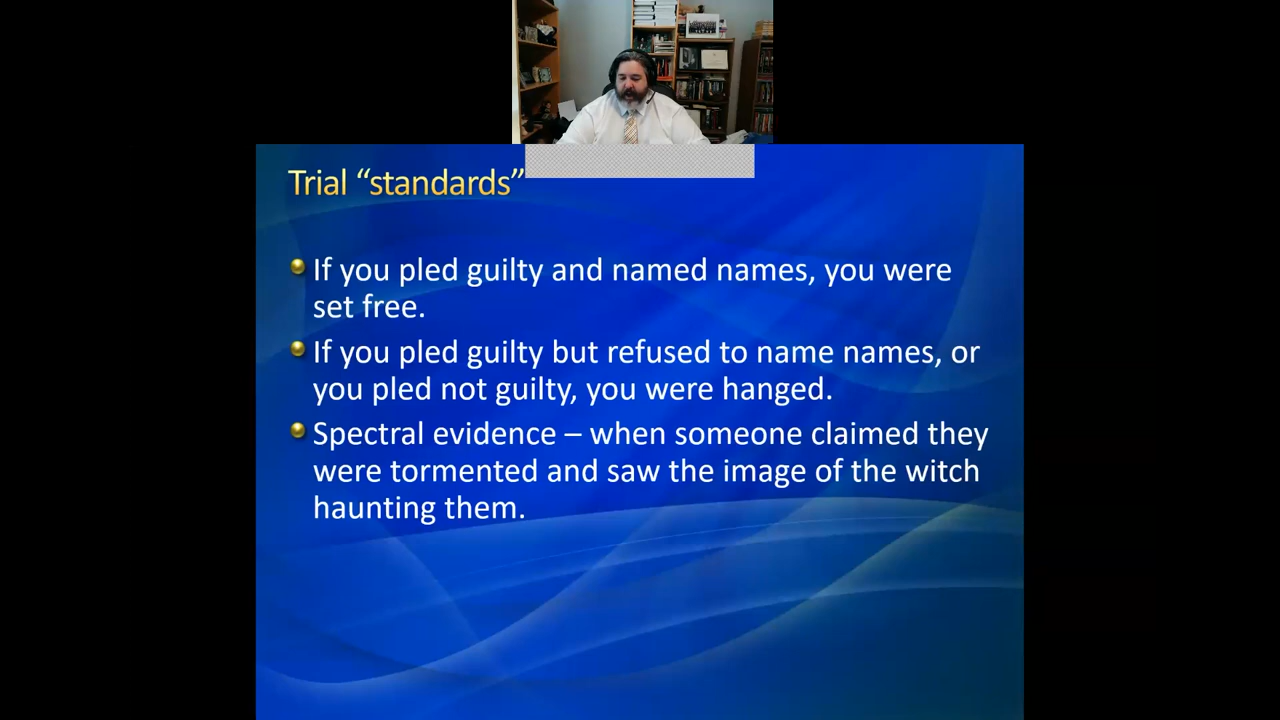 Trial “standards”
If you pled guilty and named names, you were
set free.
If you pled guilty but refused to name names, or
you pled not guilty, you were hanged.
Spectral evidence – when someone claimed they
were tormented and saw the image of the witch
haunting them.